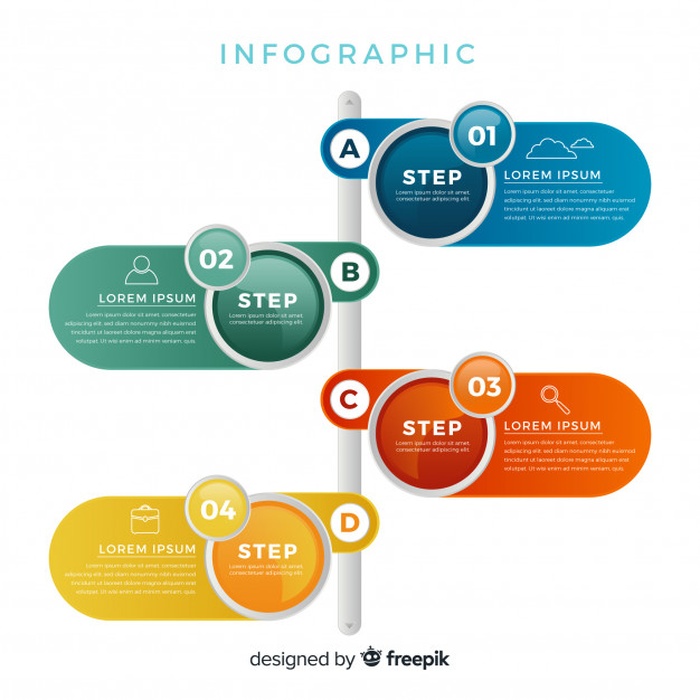 INFOGRAPHIC
A
01
STEP
Lorem ipsum dolor sit amet,
consectetuer adipiscing elit.
LOREM IPSUM
Lorem ipsum dolor sit amet, consectetuer
adipiscing elit, sed diam nonummy nibh euismod
tincidunt ut laoreet dolore magna aliquam erat
volutpat. Ut wisi enim ad minim veniam, quis.
02
B
STEP
Lorem ipsum dolor sit amet,
consectetuer adipiscing elit.
LOREM IPSUM
Lorem ipsum dolor sit amet, consectetuer
adipiscing elit, sed diam nonummy nibh euismod
tincidunt ut laoreet dolore magna aliquam erat
volutpat. Ut wisi enim ad minim veniam, quis.
C
03
STEP
Lorem ipsum dolor sit amet,
consectetuer adipiscing elit.
LOREM IPSUM
Lorem ipsum dolor sit amet, consectetuer
adipiscing elit, sed diam nonummy nibh euismod
tincidunt ut laoreet dolore magna aliquam erat
volutpat. Ut wisi enim ad minim veniam, quis.
04
D
STEP
Lorem ipsum dolor sit amet,
consectetuer adipiscing elit.
LOREM IPSUM
Lorem ipsum dolor sit amet, consectetuer
adipiscing elit, sed diam nonummy nibh euismod
tincidunt ut laoreet dolore magna aliquam erat
volutpat. Ut wisi enim ad minim veniam, quis.
designed by freepik